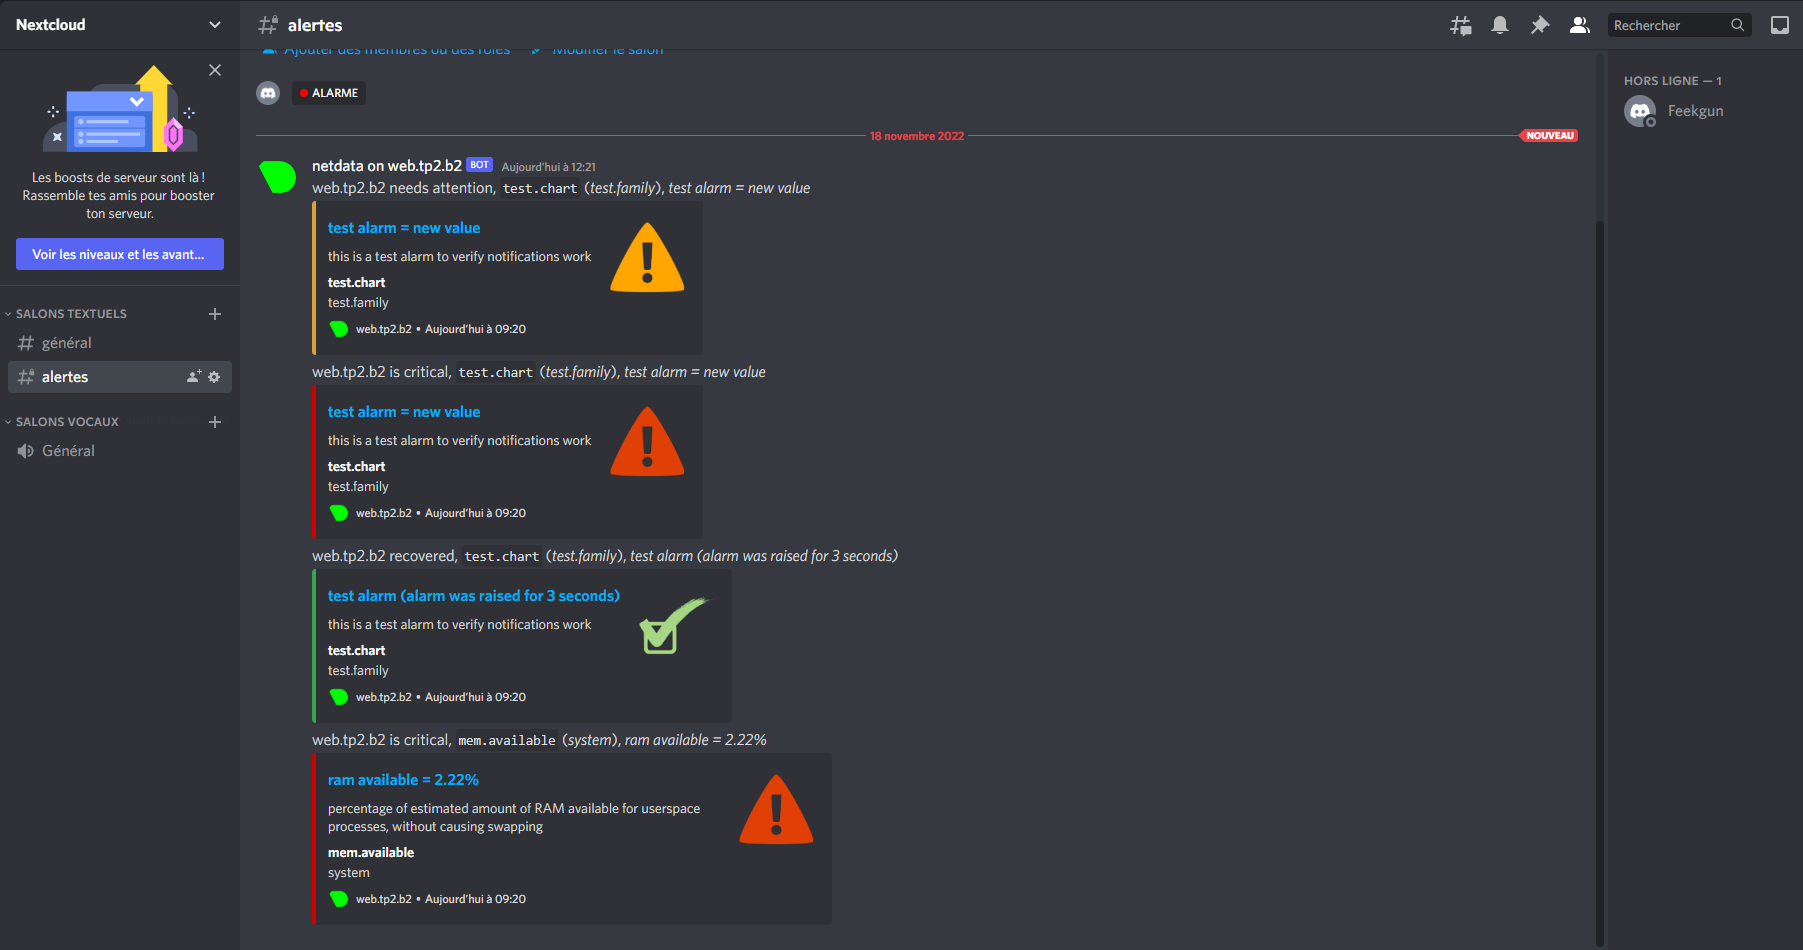 Nextcloud
alertes
Rechercher
Les boosts de serveur sont là !
Rassemble tes amis pour booster
ton serveur.
Voir les niveaux et les avant...
SALONS TEXTUELS
général
alertes
SALONS VOCAUX
Général
Ajouter des membres ou des rôles
Modifier le salon
ALARME
18 novembre 2022
NOUVEAU
netdata on web.tp2.b2 BOT Aujourd'hui à 12:21
web.tp2.b2 needs attention, test.chart (test.family), test alarm = new value
test alarm = new value
this is a test alarm to verify notifications work
test.chart
test.family
web.tp2.b2 • Aujourd'hui à 09:20
web.tp2.b2 is critical, test.chart (test.family), test alarm = new value
test alarm = new value
this is a test alarm to verify notifications work
test.chart
test.family
web.tp2.b2 • Aujourd'hui à 09:20
web.tp2.b2 recovered, test.chart (test.family), test alarm (alarm was raised for 3 seconds)
test alarm (alarm was raised for 3 seconds)
this is a test alarm to verify notifications work
test.chart
test.family
web.tp2.b2 • Aujourd'hui à 09:20
web.tp2.b2 is critical, mem.available (system), ram available = 2.22%
ram available = 2.22%
percentage of estimated amount of RAM available for userspace
processes, without causing swapping
mem.available
system
web.tp2.b2 • Aujourd'hui à 09:20
HORS LIGNE — 1
Feekgun